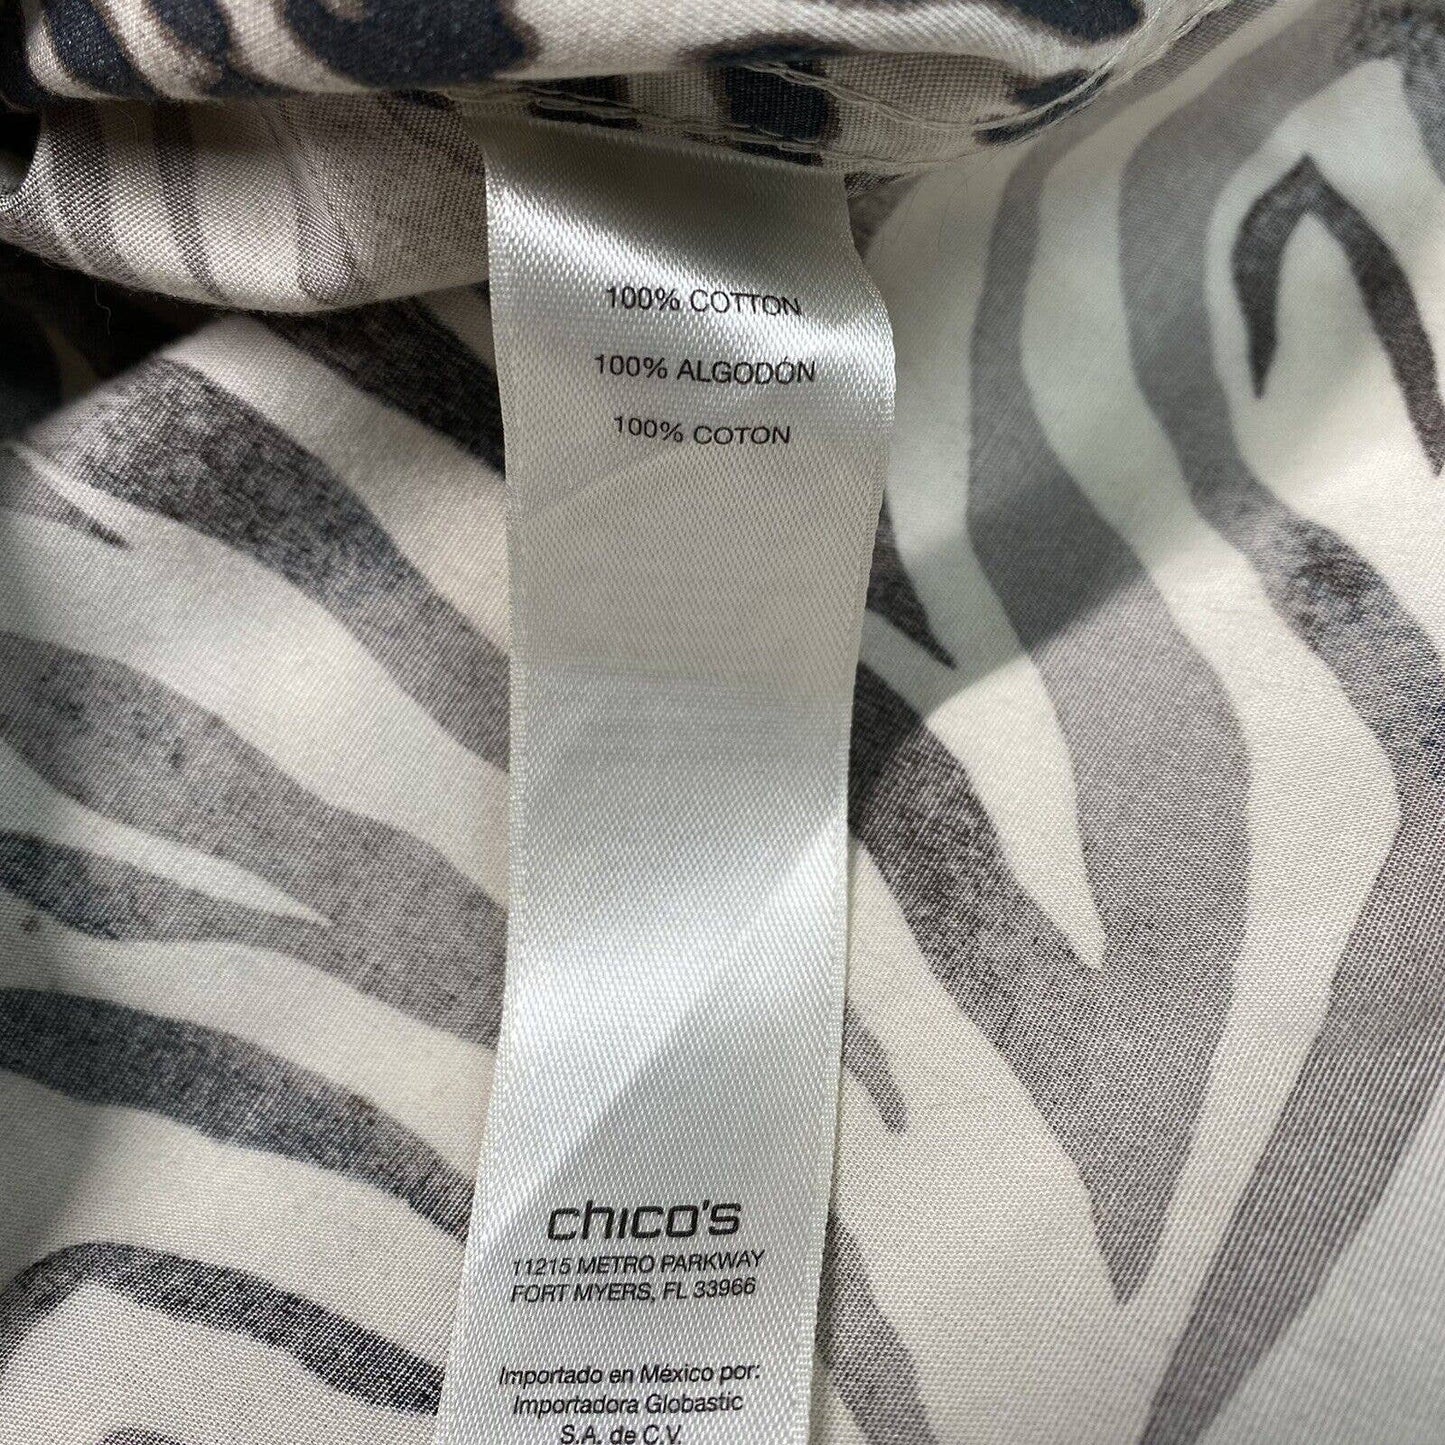 100% COTTON
100% ALGODÓN
100% COTON
chico's
11215 METRO PARKWAY
FORT MYERS, FL 33966
Importado en México por:
Importadora Globastic
S.A. de C.V.